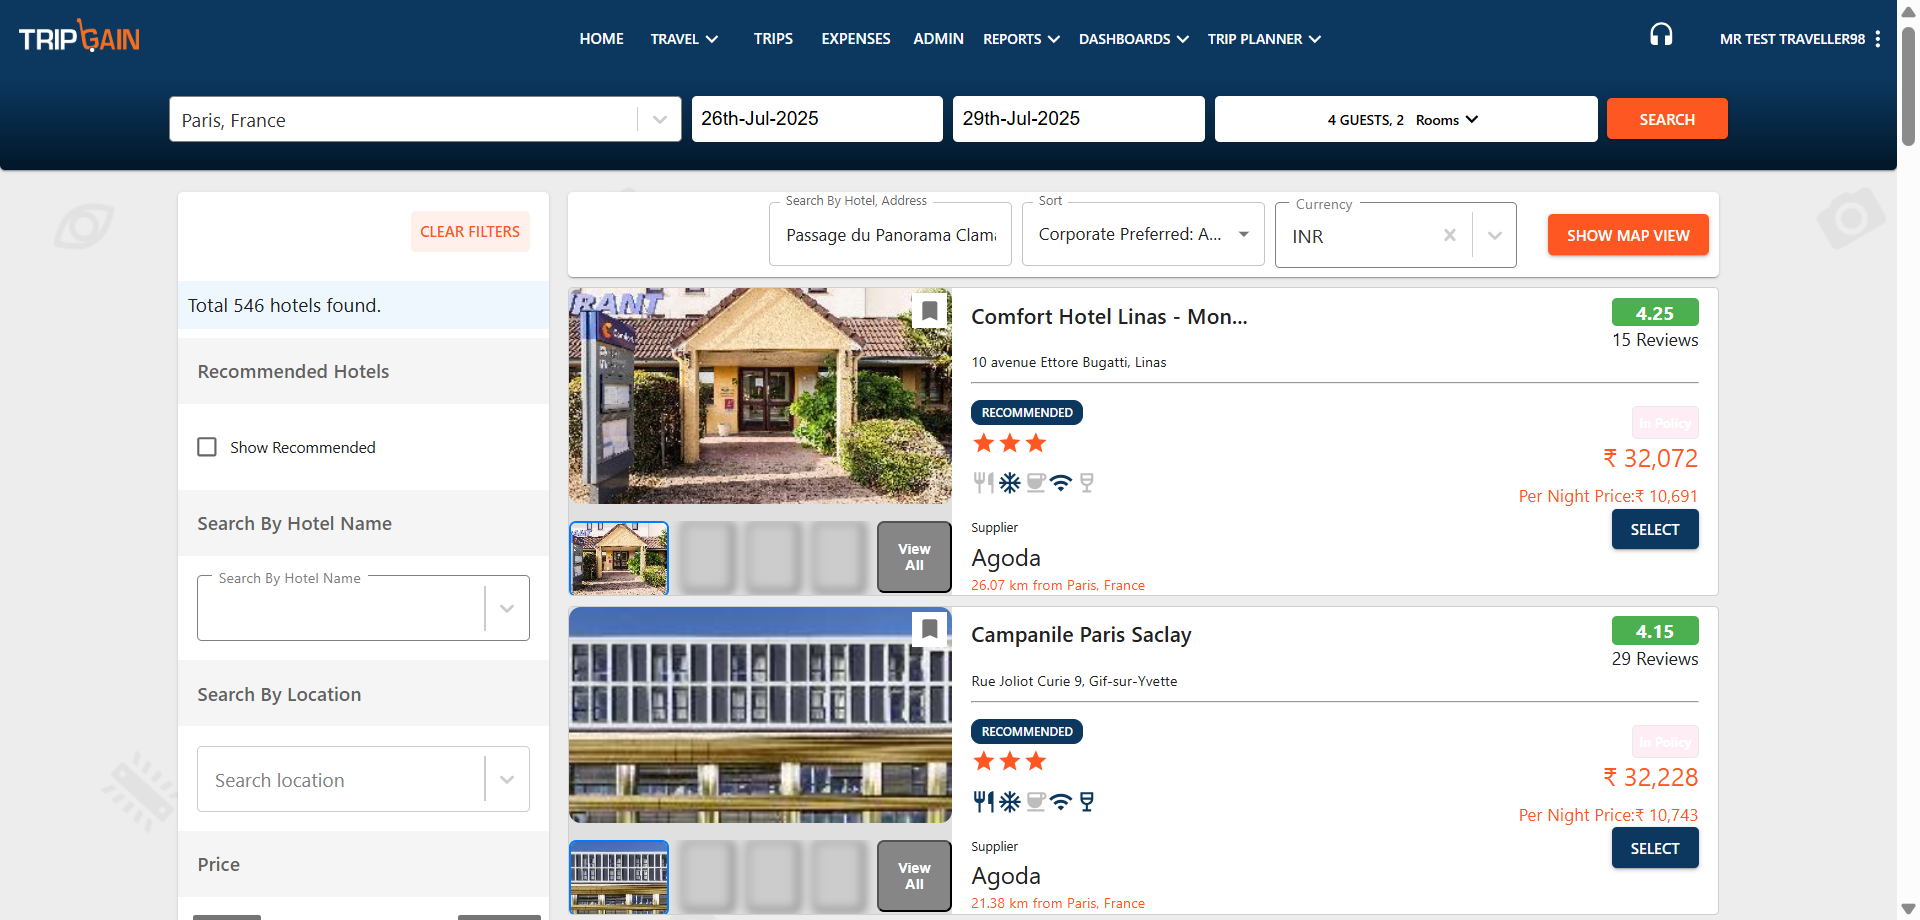 TRIPGAIN
HOME
TRAVEL
TRIPS
EXPENSES
ADMIN
REPORTS
DASHBOARDS
TRIP PLANNER
MR TEST TRAVELLER98
Paris, France
26th-Jul-2025
29th-Jul-2025
4 GUESTS, 2 Rooms
SEARCH
CLEAR FILTERS
Total 546 hotels found.
Recommended Hotels
Show Recommended
Search By Hotel Name
Search By Hotel Name
Search By Location
Search location
Price
Search By Hotel, Address
Passage du Panorama Clama
Sort
Corporate Preferred: A...
Currency
INR
SHOW MAP VIEW
RANT
Comfort Hotel Linas - Mon...
4.25
15 Reviews
10 avenue Ettore Bugatti, Linas
RECOMMENDED
In Policy
₹ 32,072
Per Night Price:₹ 10,691
SELECT
Supplier
Agoda
26.07 km from Paris, France
View
All
Campanile Paris Saclay
4.15
29 Reviews
Rue Joliot Curie 9, Gif-sur-Yvette
RECOMMENDED
In Policy
₹ 32,228
Per Night Price:₹ 10,743
SELECT
Supplier
Agoda
21.38 km from Paris, France
View
All